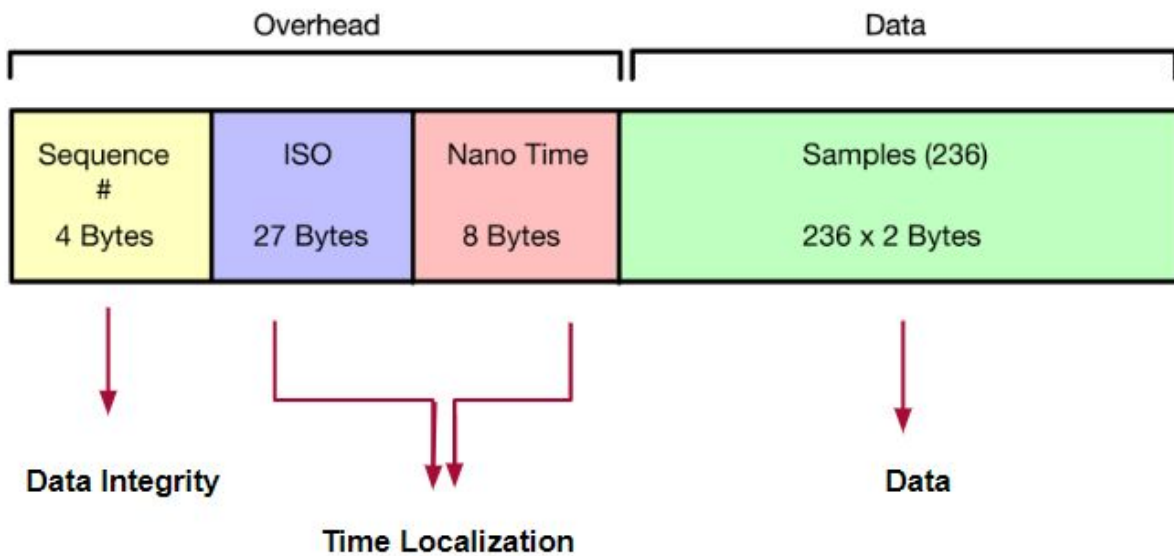 Overhead
Data
Sequence
#
4 Bytes
ISO
27 Bytes
Nano Time
8 Bytes
Samples (236)
236 x 2 Bytes
Data Integrity
Time Localization
Data